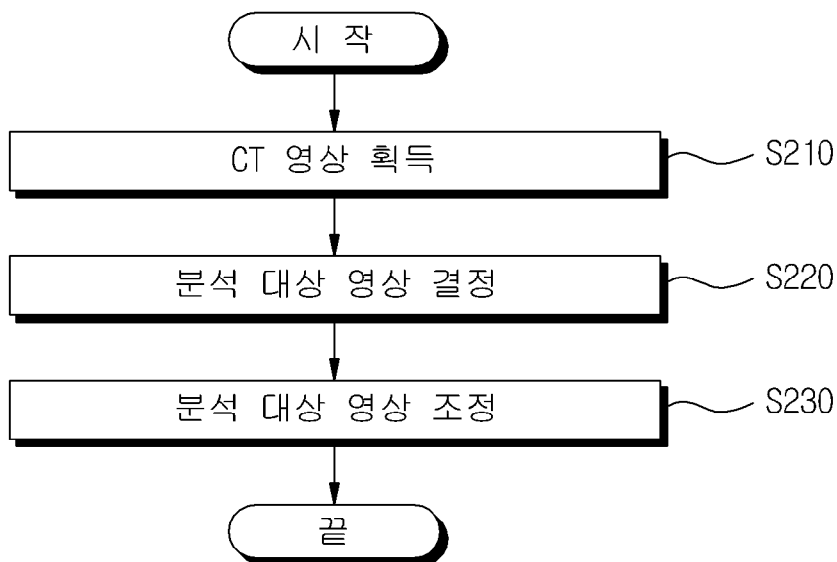 시 작
CT 영상 획득
S210
분석 대상 영상 결정
S220
분석 대상 영상 조정
S230
끝